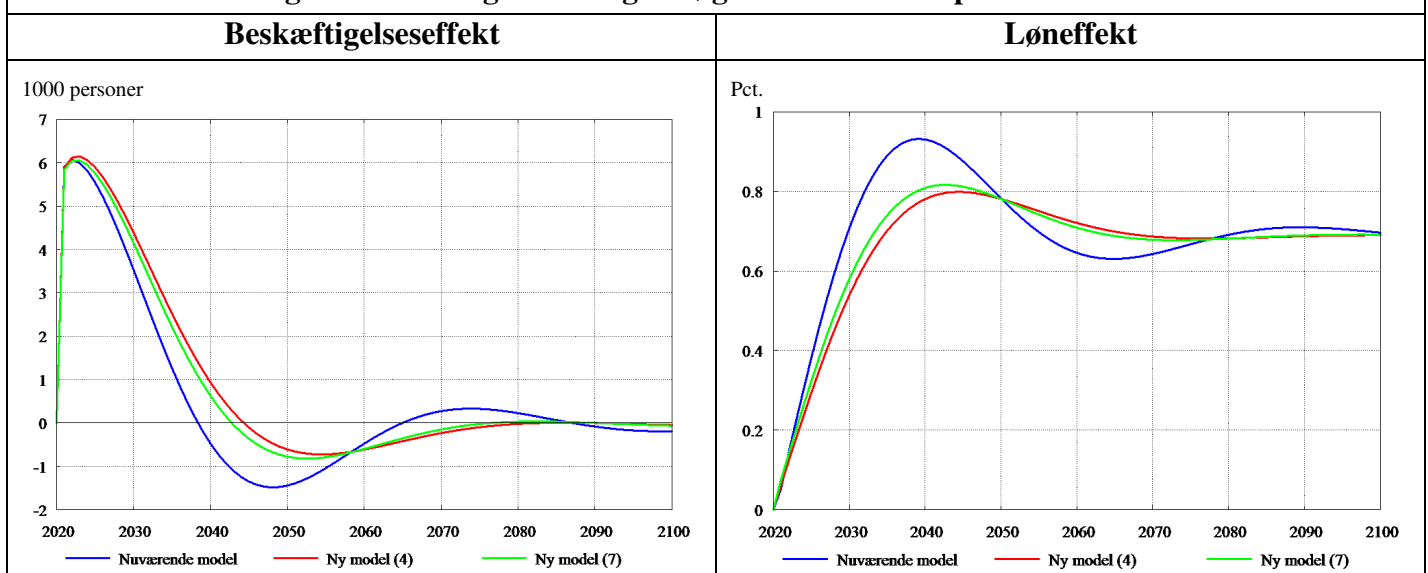 Beskæftigelseseffekt
Løneffekt
1000 personer
7
6
5
4
3
2
1
0
-1
-2
2020 2030 2040 2050 2060 2070 2080 2090 2100
Nuværende model Ny model (4) Ny model (7)
Pct.
1
0.8
0.6
0.4
0.2
0
2020 2030 2040 2050 2060 2070 2080 2090 2100
Nuværende model Ny model (4) Ny model (7)